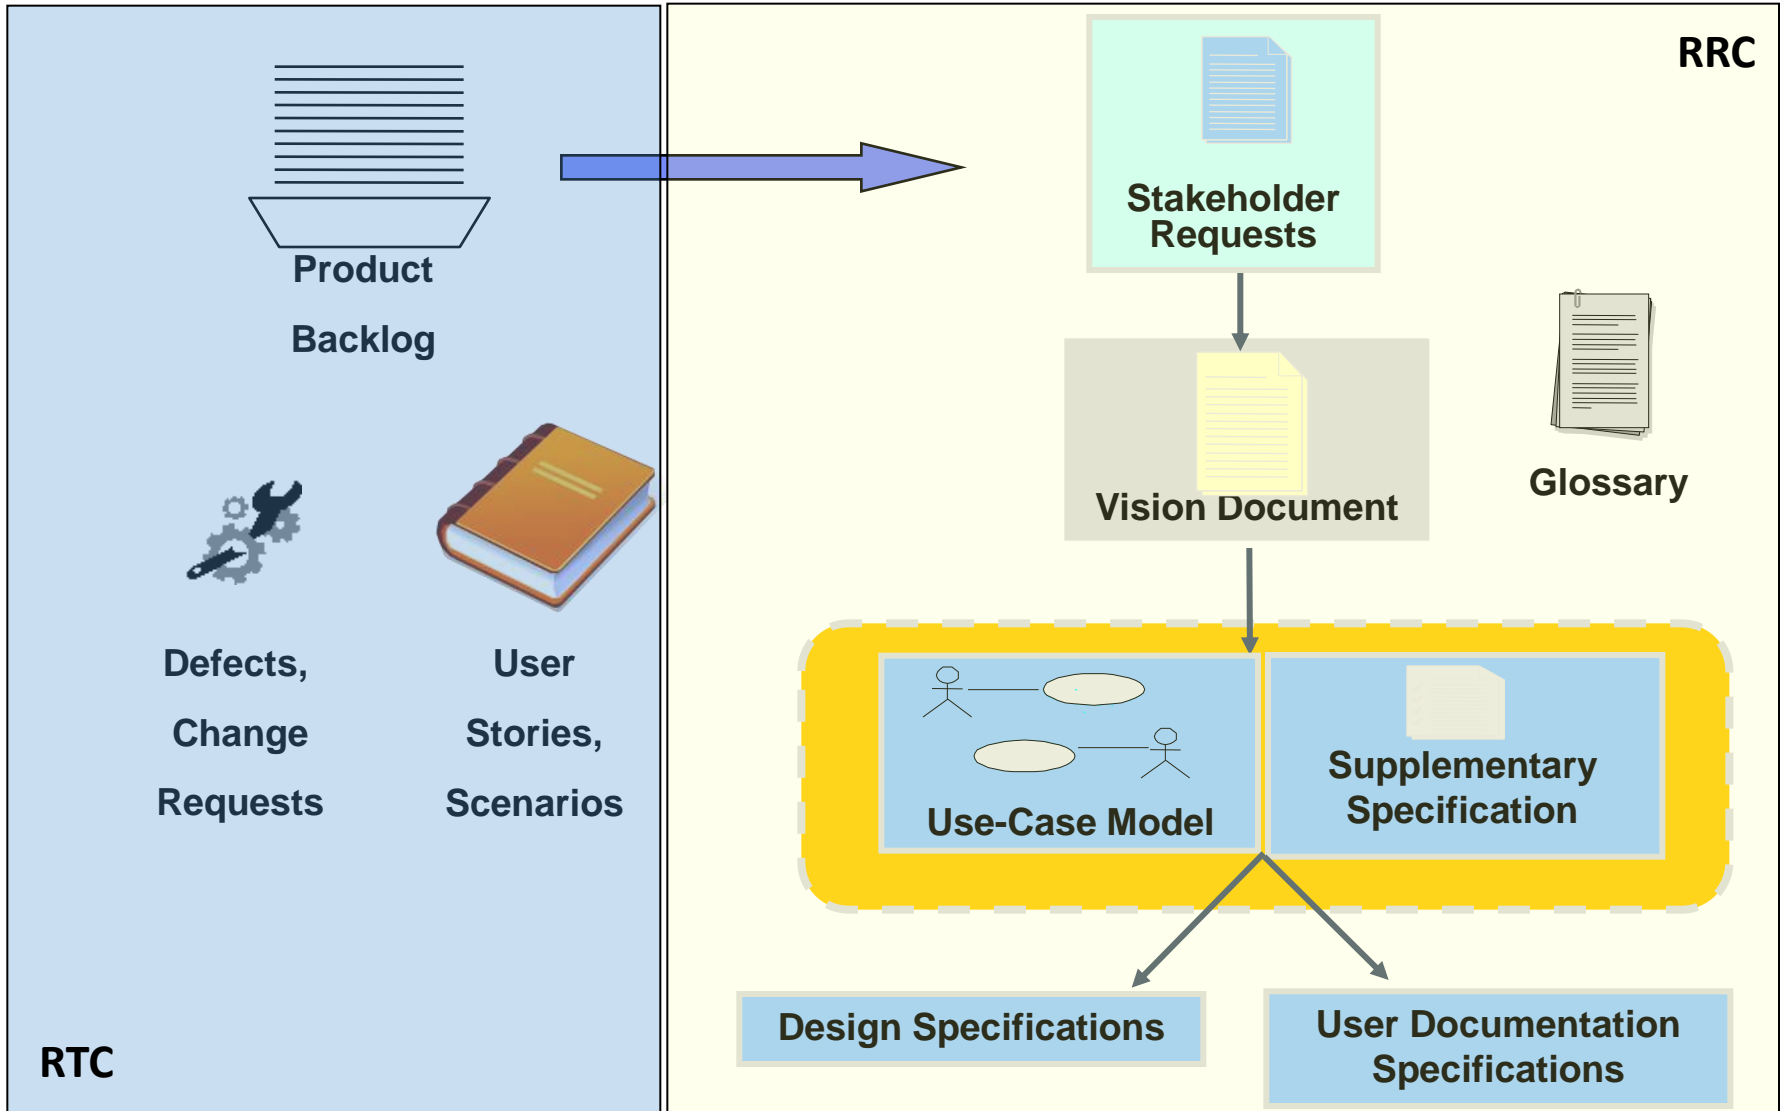 Product
Backlog
Defects,
Change
Requests
User
Stories,
Scenarios
RTC
RRC
Stakeholder
Requests
Vision Document
Glossary
Use-Case Model
Supplementary
Specification
Design Specifications
User Documentation
Specifications